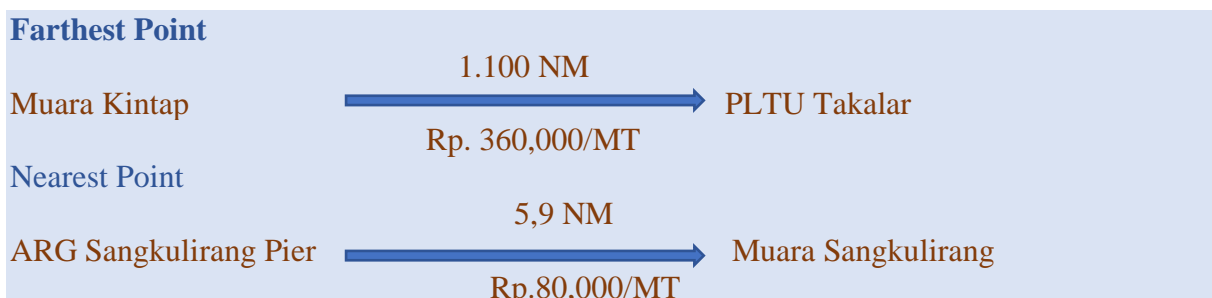 Farthest Point
1.100 NM
Muara Kintap PLTU Takalar
Rp. 360,000/MT
Nearest Point
5,9 NM
ARG Sangkulirang Pier Muara Sangkulirang
Rp.80,000/MT